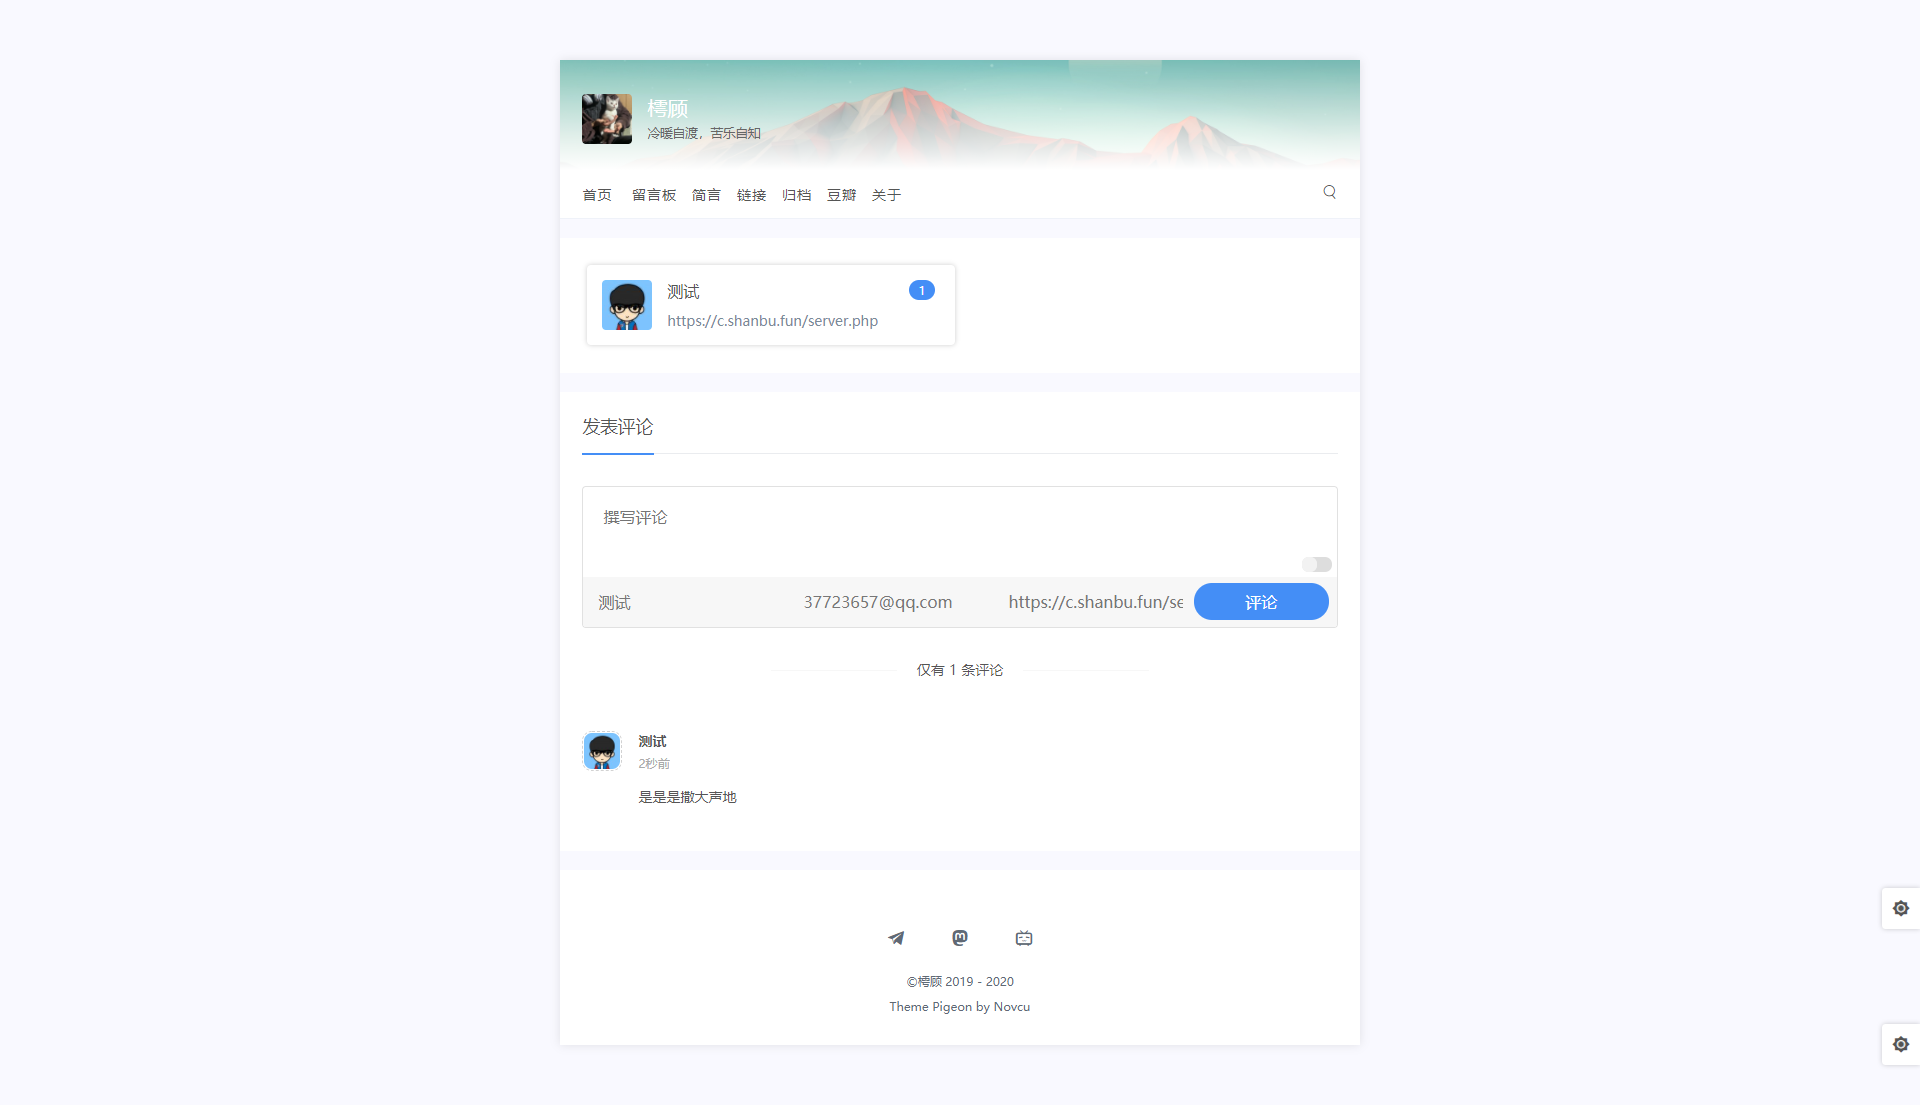 樗顾
冷暖自渡，苦乐自知
首页 留言板 简言 链接 归档 豆瓣 关于
测试 1
https://c.shanbu.fun/server.php
发表评论
撰写评论
测试 37723657@qq.com https://c.shanbu.fun/se 评论
仅有 1 条评论
测试
2秒前
是是是撒大声地
©樗顾 2019 - 2020
Theme Pigeon by Novcu